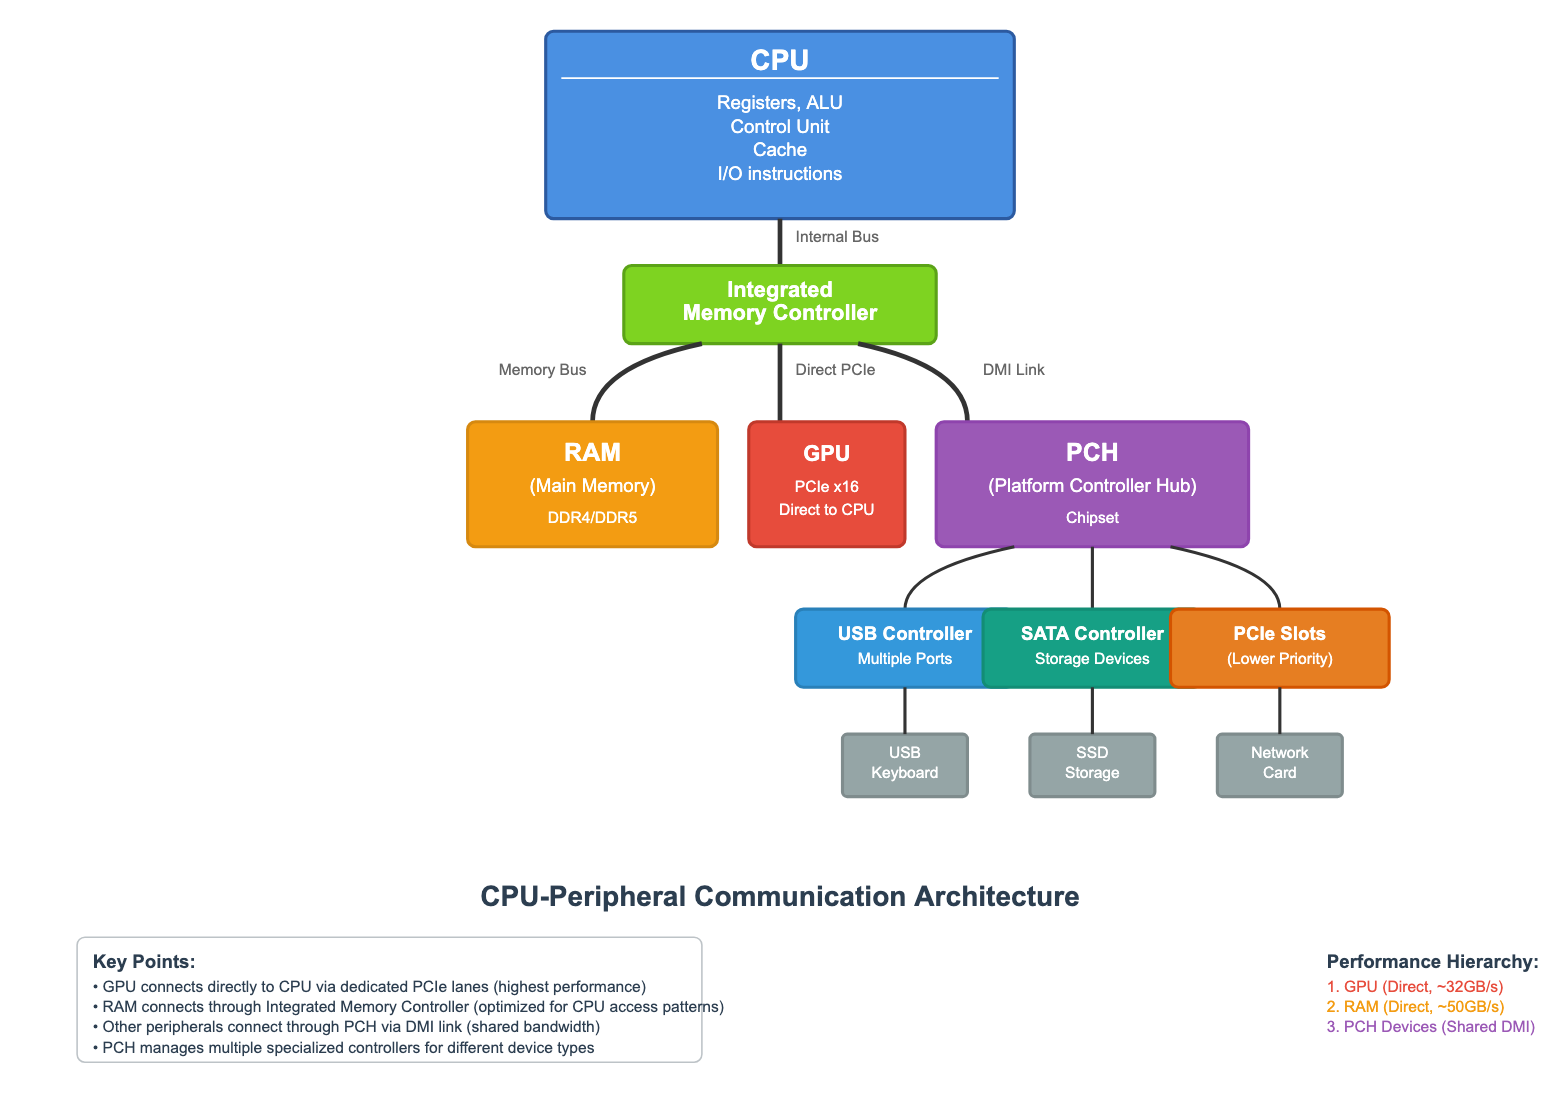 CPU
Registers, ALU
Control Unit
Cache
I/O instructions
Internal Bus
Integrated
Memory Controller
Memory Bus
Direct PCIe
DMI Link
RAM
(Main Memory)
DDR4/DDR5
GPU
PCIe x16
Direct to CPU
PCH
(Platform Controller Hub)
Chipset
USB Controller
Multiple Ports
SATA Controller
Storage Devices
PCIe Slots
(Lower Priority)
USB
Keyboard
SSD
Storage
Network
Card
CPU-Peripheral Communication Architecture
Key Points:
• GPU connects directly to CPU via dedicated PCIe lanes (highest performance)
• RAM connects through Integrated Memory Controller (optimized for CPU access patterns)
• Other peripherals connect through PCH via DMI link (shared bandwidth)
• PCH manages multiple specialized controllers for different device types
Performance Hierarchy:
1. GPU (Direct, ~32GB/s)
2. RAM (Direct, ~50GB/s)
3. PCH Devices (Shared DMI)